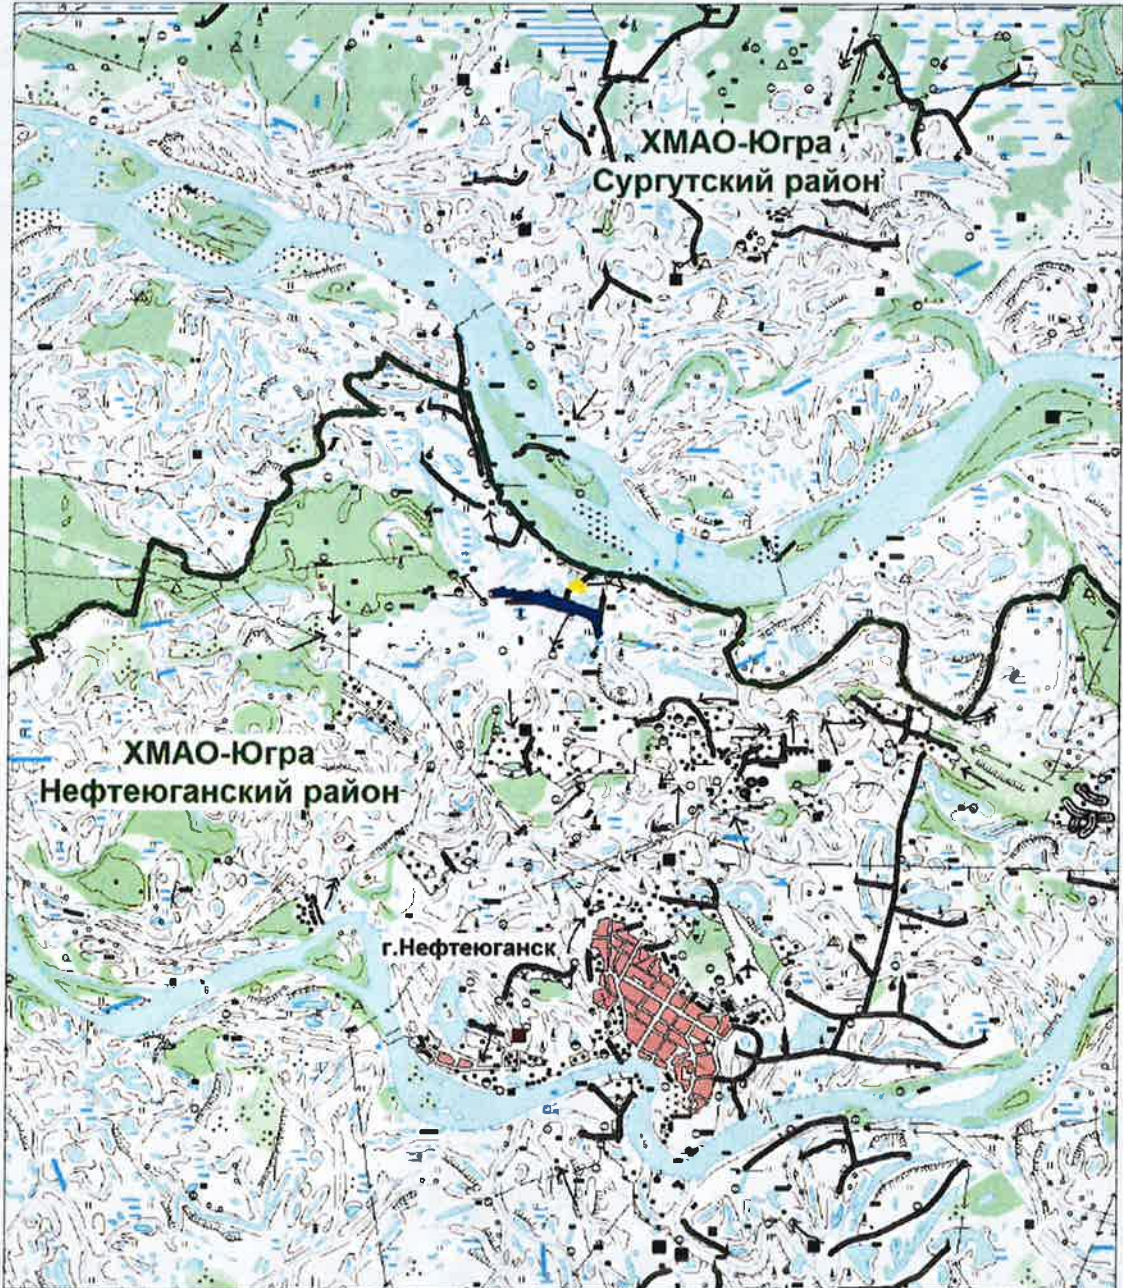 ХМАО-Югра
Сургутский район
ХМАО-Югра
Нефтеюганский район
г.Нефтеюганск